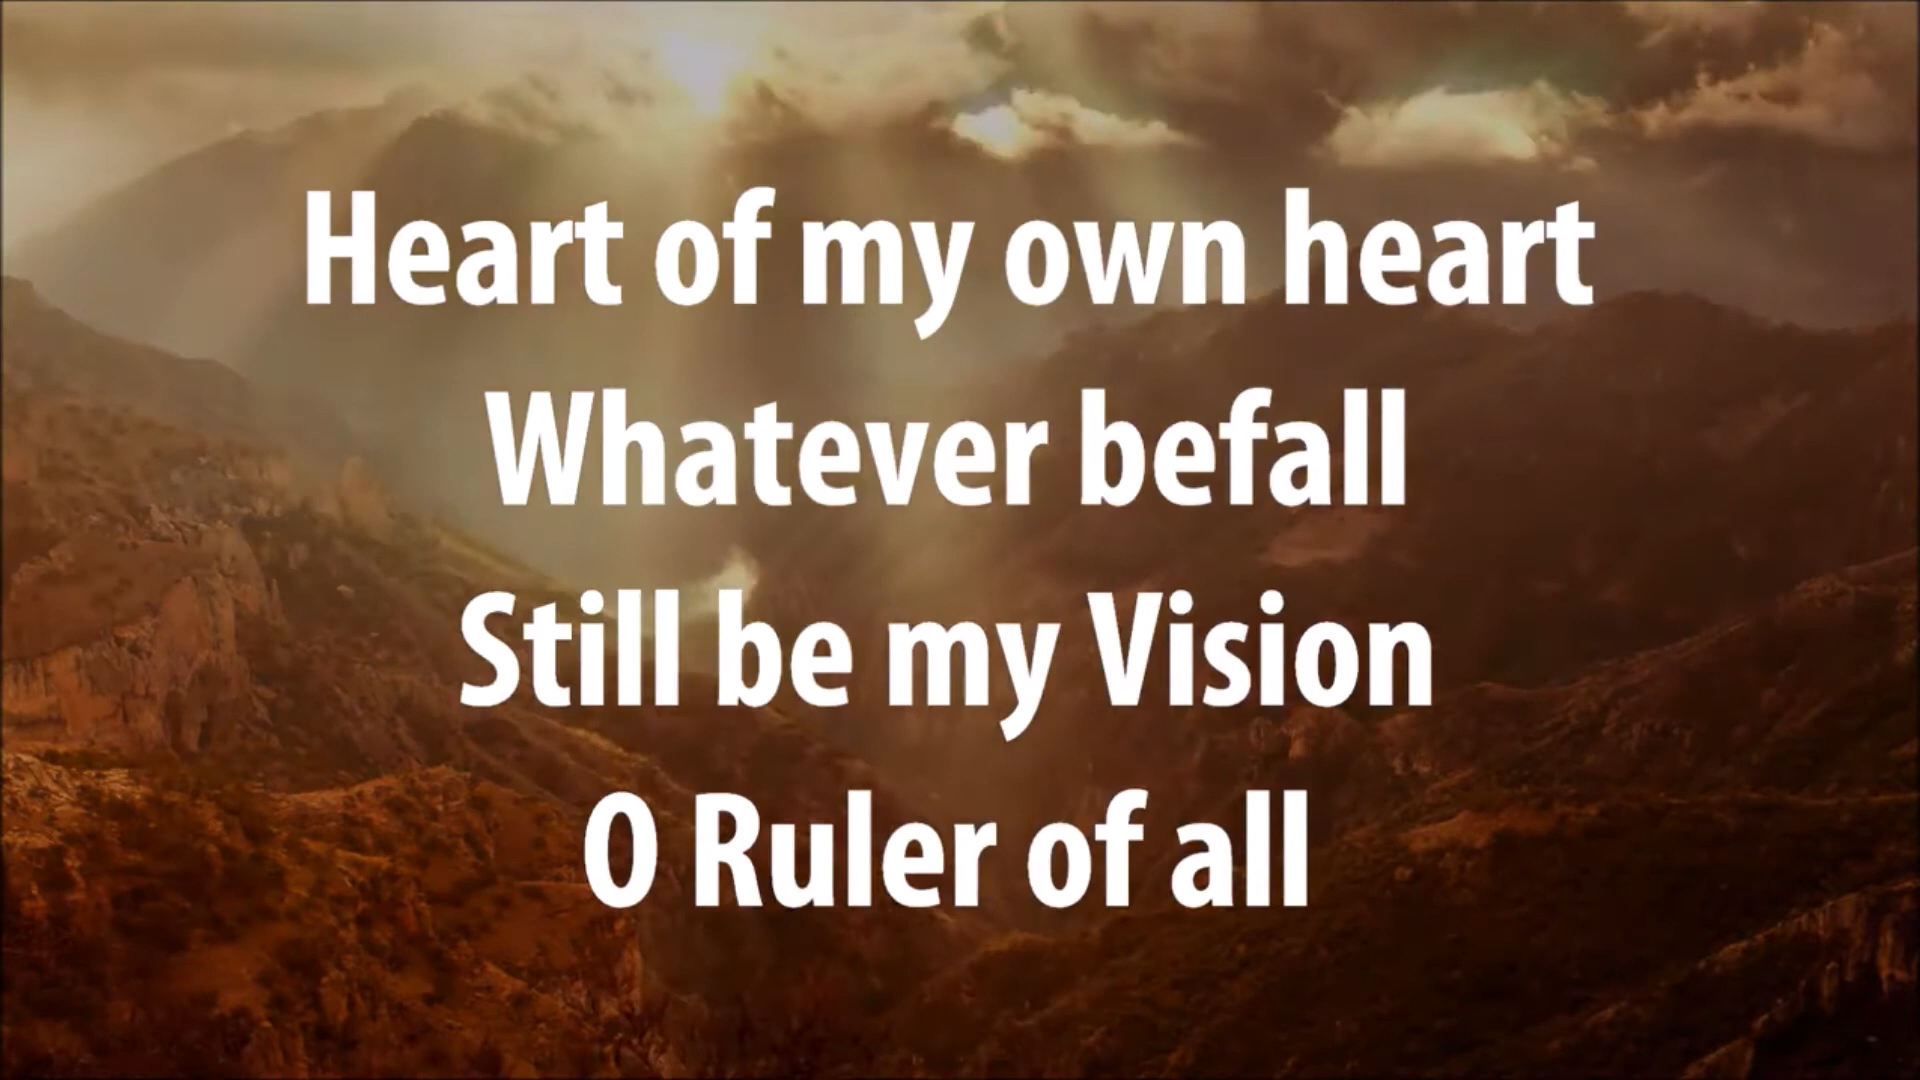 Heart of my own heart
Whatever befall
Still be my Vision
O Ruler of all